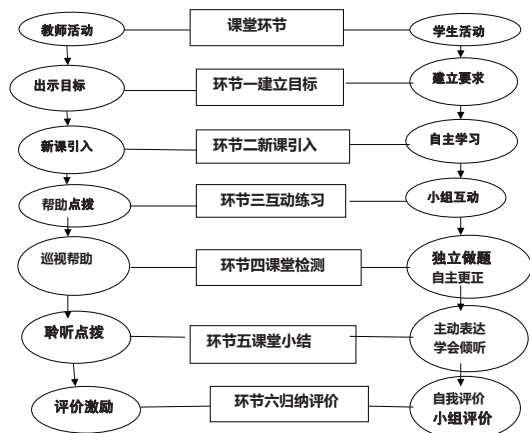 教师活动
课堂环节
学生活动
出示目标
环节一建立目标
建立要求
新课引入
环节二新课引入
自主学习
帮助点拨
环节三互动练习
小组互动
巡视帮助
环节四课堂检测
独立做题
自主更正
聆听点拨
环节五课堂小结
主动表达
学会倾听
评价激励
环节六归纳评价
自我评价
小组评价